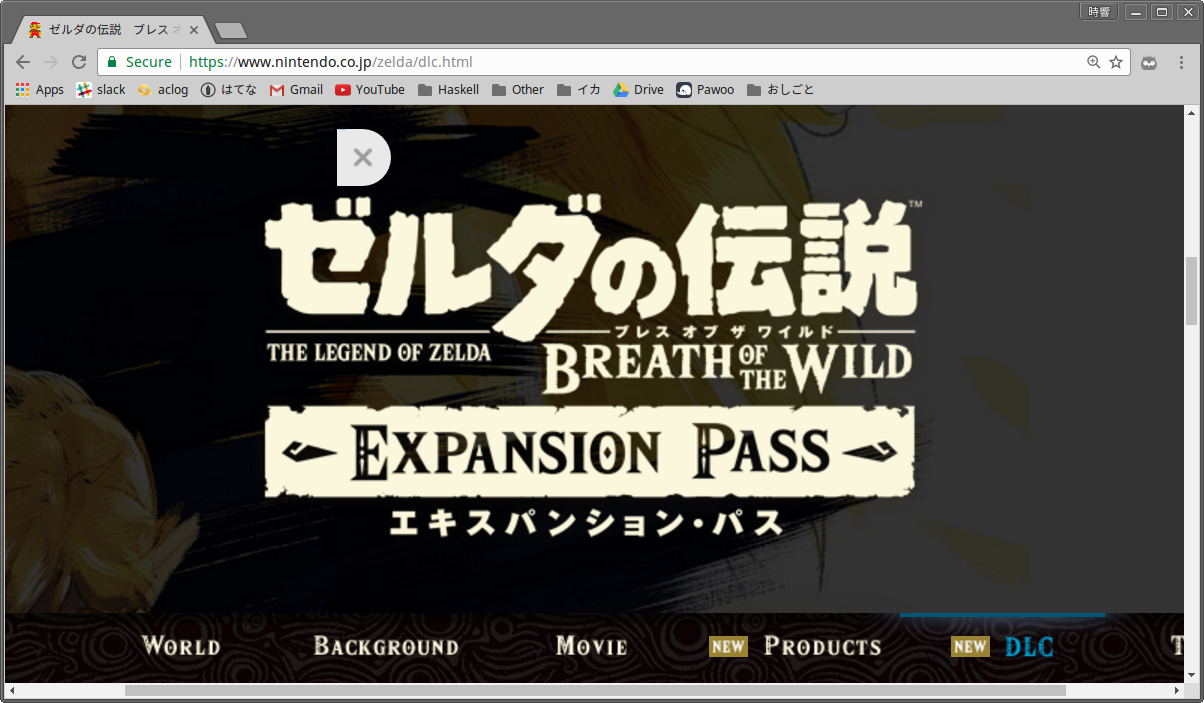 時響
ゼルダの伝説　ブレス オ
Secure https://www.nintendo.co.jp/zelda/dlc.html
Apps slack aclog はてな Gmail YouTube Haskell Other イカ Drive Pawoo おしごと
ゼルダの伝説™
ブレス オブ ザ ワイルド
THE LEGEND OF ZELDA BREATH OF THE WILD
EXPANSION PASS
エキスパンション・パス
WORLD BACKGROUND MOVIE NEW PRODUCTS NEW DLC T